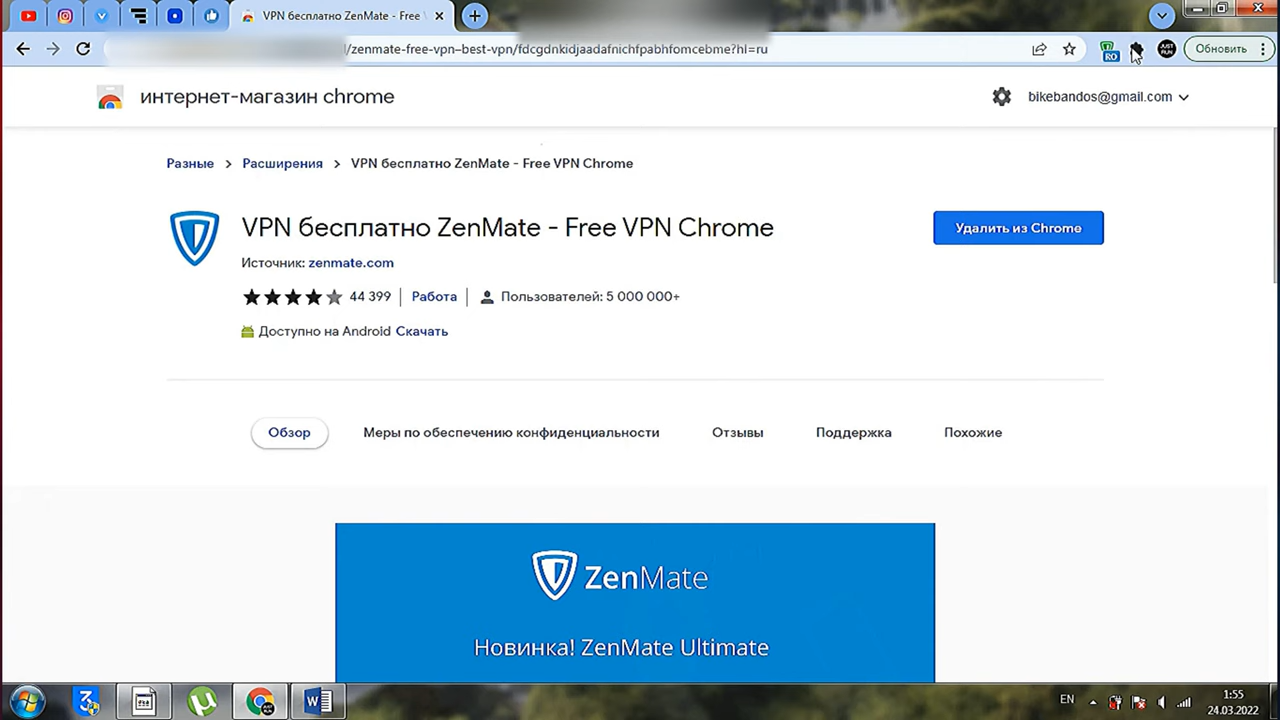 VPN бесплатно ZenMate - Free V
/zenmate-free-vpn–best-vpn/fdcgdnkidjaadafnichfpabhfomcebme?hl=ru
RO
JUST RUN
Обновить
интернет-магазин chrome
bikebandos@gmail.com
Разные > Расширения > VPN бесплатно ZenMate - Free VPN Chrome
VPN бесплатно ZenMate - Free VPN Chrome
Удалить из Chrome
Источник: zenmate.com
44 399 | Работа | Пользователей: 5 000 000+
Доступно на Android Скачать
Обзор
Меры по обеспечению конфиденциальности
Отзывы
Поддержка
Похожие
ZenMate
Новинка! ZenMate Ultimate
EN
1:55
24.03.2022